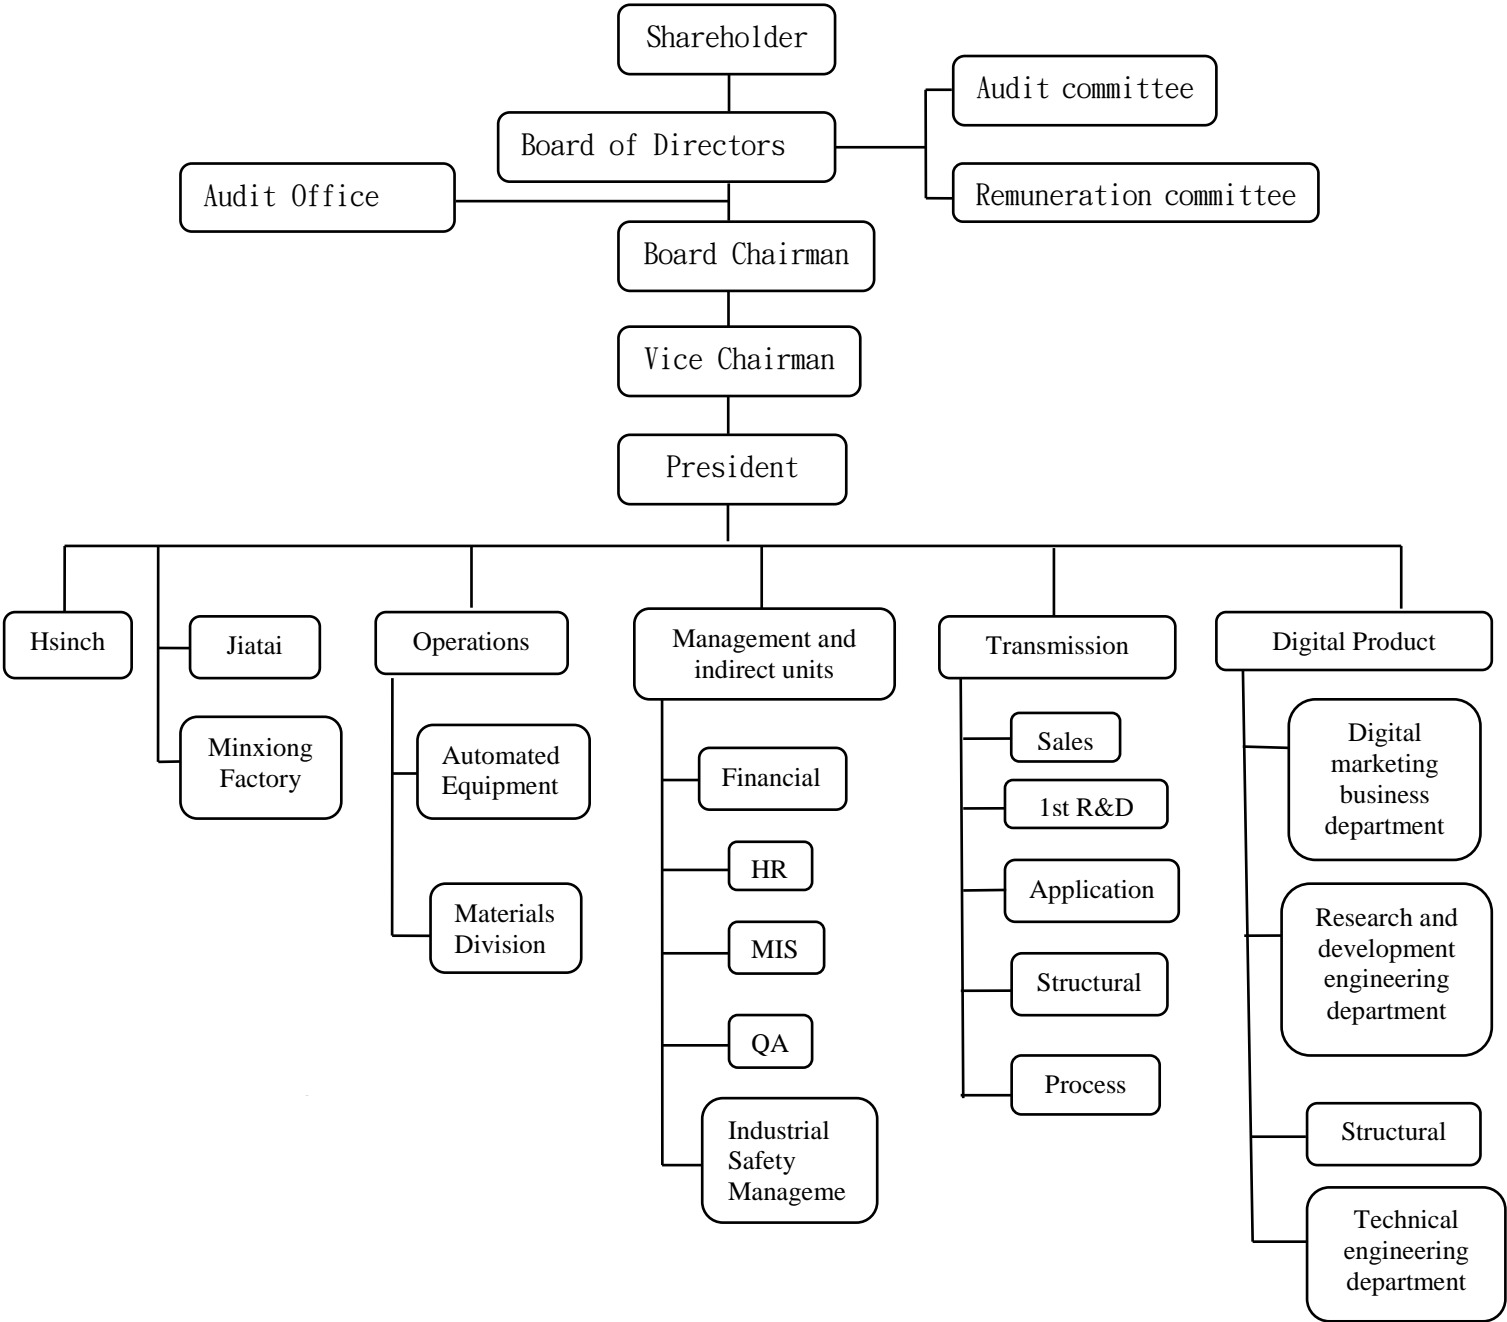 Shareholder
Audit committee
Board of Directors
Audit Office
Remuneration committee
Board Chairman
Vice Chairman
President
Hsinch
Jiatai
Minxiong
Factory
Operations
Automated
Equipment
Materials
Division
Management and
indirect units
Financial
HR
MIS
QA
Industrial
Safety
Manageme
Transmission
Sales
1st R&D
Application
Structural
Process
Digital Product
Digital
marketing
business
department
Research and
development
engineering
department
Structural
Technical
engineering
department